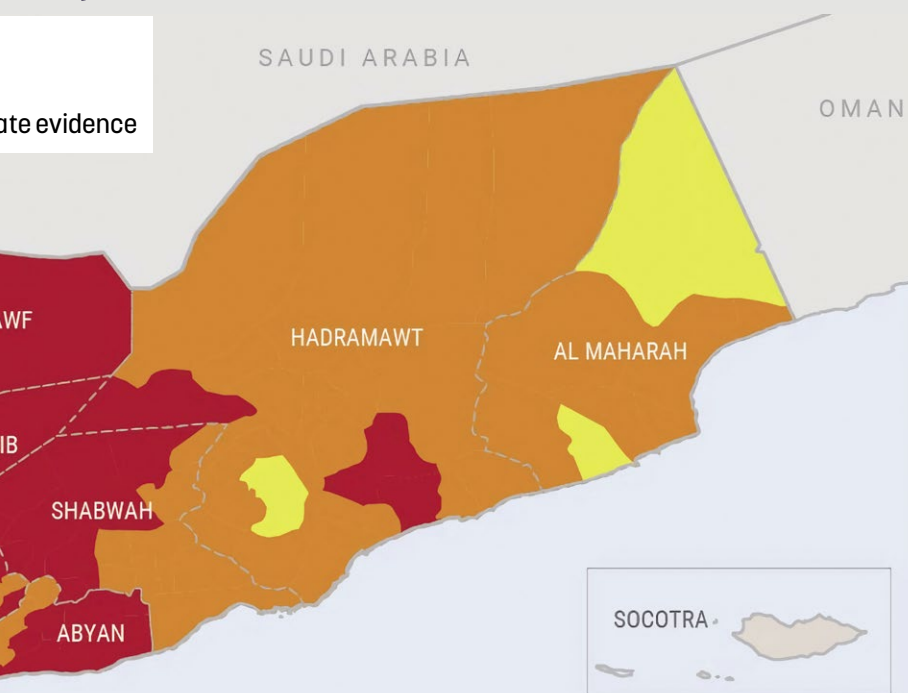 SAUDI ARABIA
ate evidence
OMAN
AWF
HADRAMAWT
AL MAHARAH
IB
SHABWAH
SOCOTRA
ABYAN